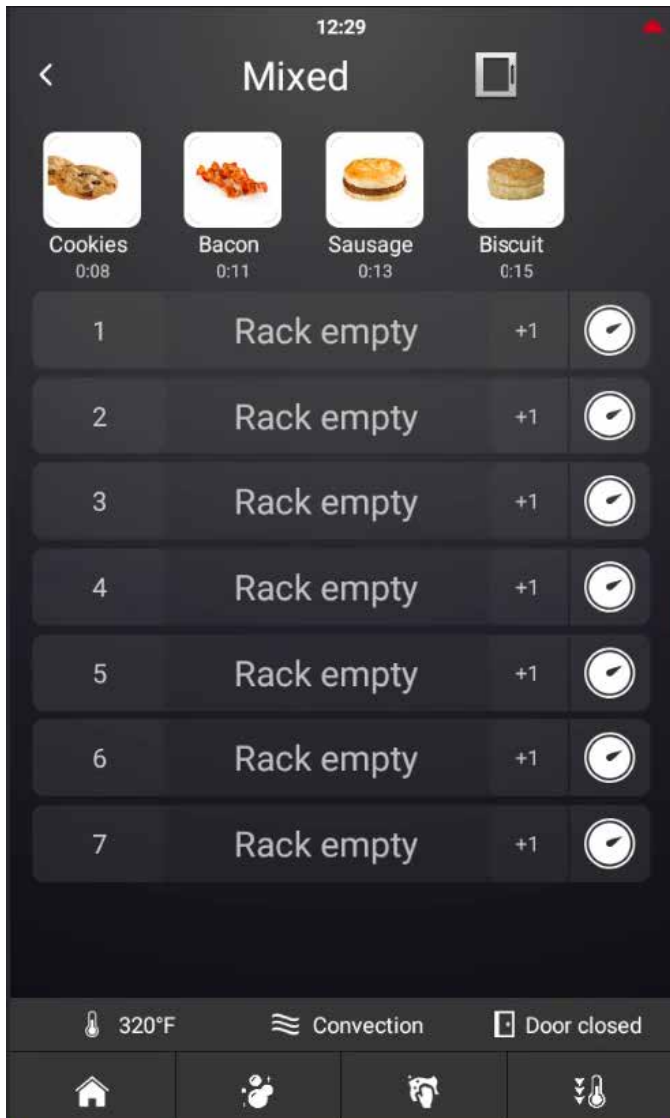 12:29
Mixed
Cookies Bacon Sausage Biscuit
0:08 0:11 0:13 0:15
1 Rack empty +1
2 Rack empty +1
3 Rack empty +1
4 Rack empty +1
5 Rack empty +1
6 Rack empty +1
7 Rack empty +1
320°F Convection Door closed